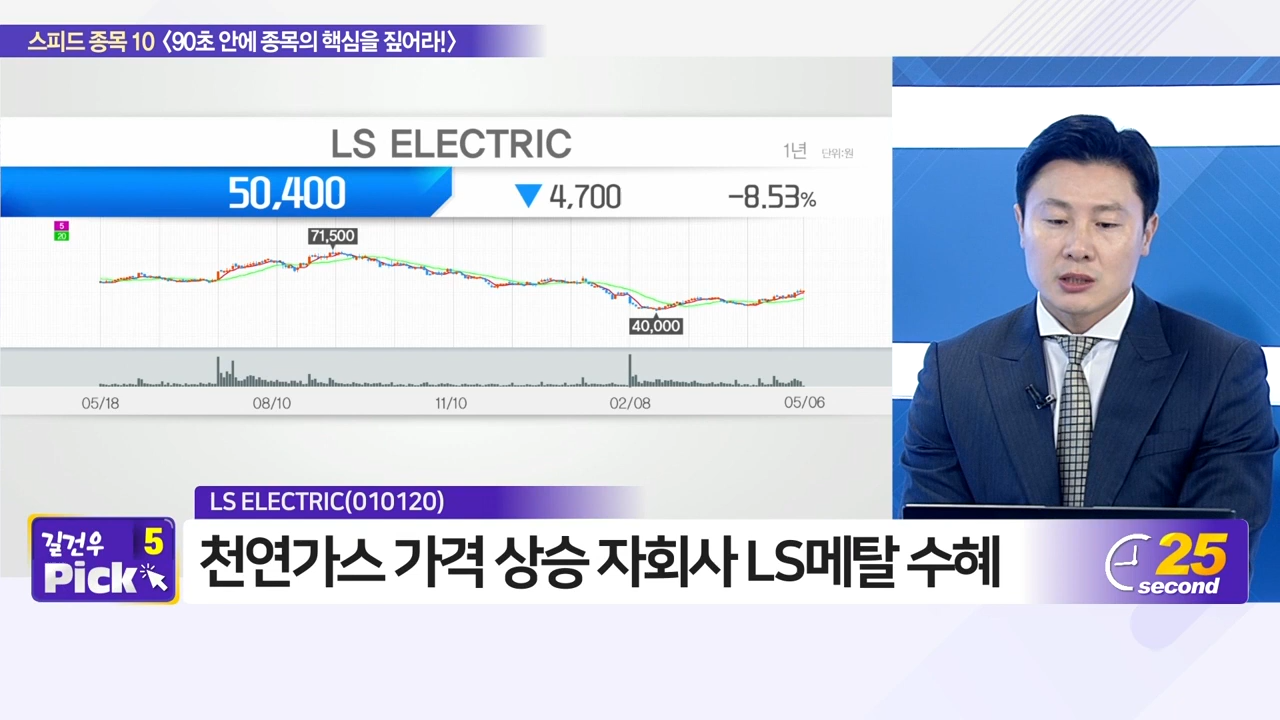 스피드 종목 10 〈90초 안에 종목의 핵심을 짚어라!〉
LS ELECTRIC
1년 단위:원
50,400 ▼ 4,700 -8.53%
5
20
71,500
40,000
05/18 08/10 11/10 02/08 05/06
LS ELECTRIC(010120)
길건우 5
Pick
천연가스 가격 상승 자회사 LS메탈 수혜
25
second